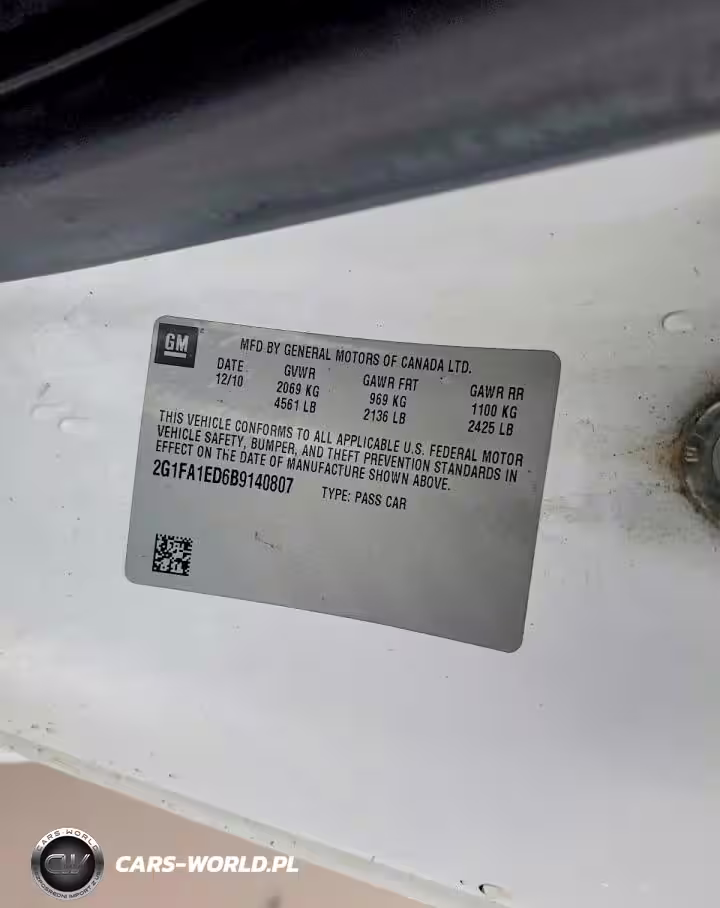 GM
MFD BY GENERAL MOTORS OF CANADA LTD.
DATE GVWR GAWR FRT GAWR RR
12/10 2069 KG 969 KG 1100 KG
4561 LB 2136 LB 2425 LB
THIS VEHICLE CONFORMS TO ALL APPLICABLE U.S. FEDERAL MOTOR
VEHICLE SAFETY, BUMPER, AND THEFT PREVENTION STANDARDS IN
EFFECT ON THE DATE OF MANUFACTURE SHOWN ABOVE.
2G1FA1ED6B9140807 TYPE: PASS CAR
CARS-WORLD
CW
CARS-WORLD.PL